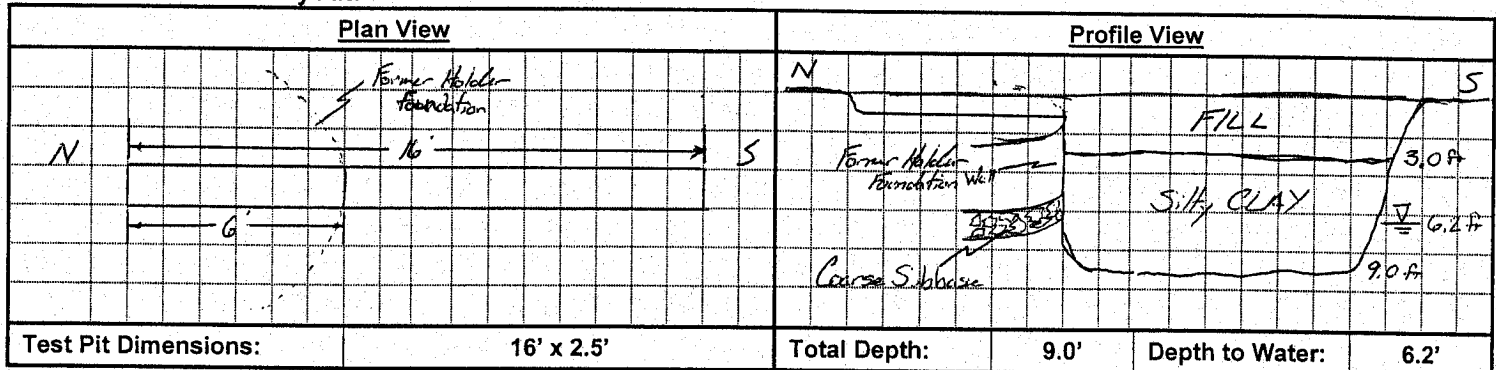 Plan View
Former Holder
Foundation
N
16'
S
6'
Profile View
N
S
FILL
3.0 ft
Former Holder
Foundation Wall
Silty CLAY
6.2 ft
9.0 ft
Coarse Subbase
Test Pit Dimensions:
16' x 2.5'
Total Depth:
9.0'
Depth to Water:
6.2'